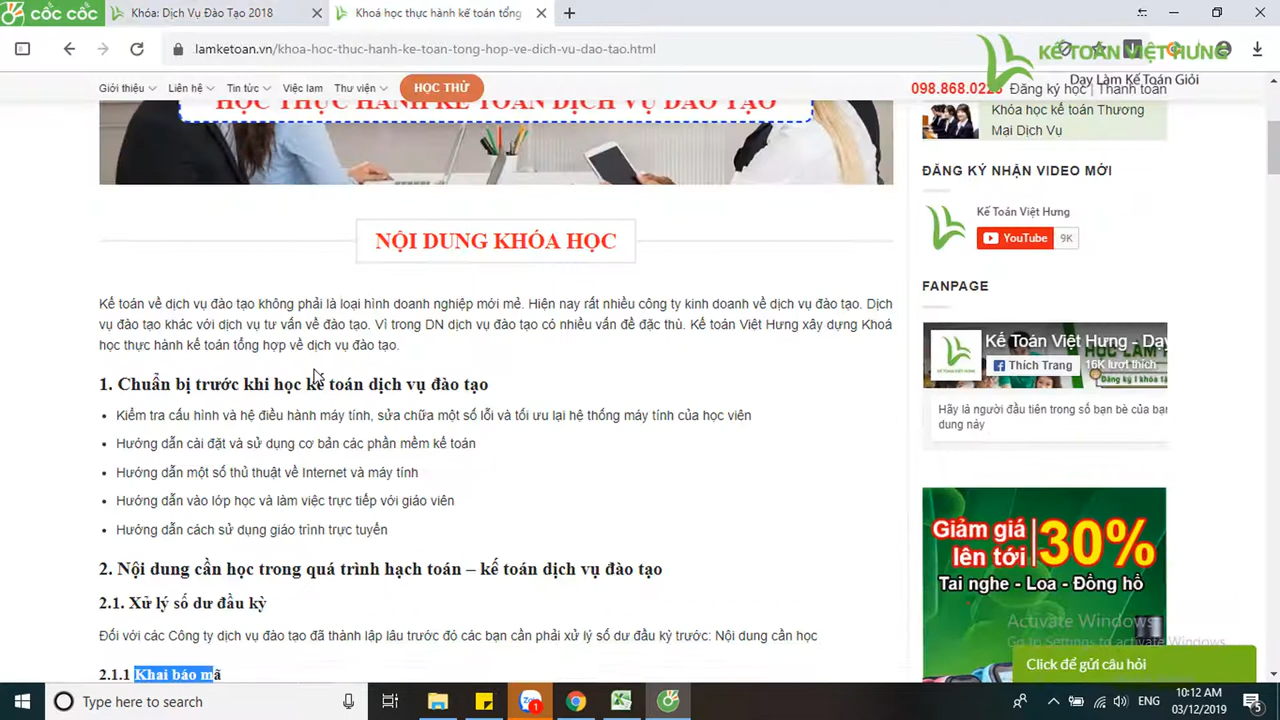 cốc cốc
Khóa: Dịch Vụ Đào Tạo 2018
Khoá học thực hành kế toán tổng
lamketoan.vn/khoa-hoc-thuc-hanh-ke-toan-tong-hop-ve-dich-vu-dao-tao.html
KẾ TOÁN VIỆT HƯNG
Dạy Làm Kế Toán Giỏi
Giới thiệu
Liên hệ
Tin tức
Việc làm
Thư viện
HỌC THỬ
Đăng ký học | Thanh toán
HỌC THỰC HÀNH KẾ TOÁN DỊCH VỤ ĐÀO TẠO
Khóa học kế toán Thương
Mại Dịch Vụ
ĐĂNG KÝ NHẬN VIDEO MỚI
Kế Toán Việt Hưng
YouTube 9K
NỘI DUNG KHÓA HỌC
FANPAGE
Kế Toán Việt Hưng - Dạy
Thích Trang
16K lượt thích
Hãy là người đầu tiên trong số bạn bè của bạn
dung này
Kế toán về dịch vụ đào tạo không phải là loại hình doanh nghiệp mới mẻ. Hiện nay rất nhiều công ty kinh doanh về dịch vụ đào tạo. Dịch
vụ đào tạo khác với dịch vụ tư vấn về đào tạo. Vì trong DN dịch vụ đào tạo có nhiều vấn đề đặc thù. Kế toán Việt Hưng xây dựng Khoá
học thực hành kế toán tổng hợp về dịch vụ đào tạo.
1. Chuẩn bị trước khi học kế toán dịch vụ đào tạo
• Kiểm tra cấu hình và hệ điều hành máy tính, sửa chữa một số lỗi và tối ưu lại hệ thống máy tính của học viên
• Hướng dẫn cài đặt và sử dụng cơ bản các phần mềm kế toán
• Hướng dẫn một số thủ thuật về Internet và máy tính
• Hướng dẫn vào lớp học và làm việc trực tiếp với giáo viên
• Hướng dẫn cách sử dụng giáo trình trực tuyến
2. Nội dung cần học trong quá trình hạch toán – kế toán dịch vụ đào tạo
2.1. Xử lý số dư đầu kỳ
Đối với các Công ty dịch vụ đào tạo đã thành lập lâu trước đó các bạn cần phải xử lý số dư đầu kỳ trước: Nội dung cần học
2.1.1 Khai báo mã
Giảm giá
lên tới 30%
Tai nghe - Loa - Đồng hồ
Activate Windows
Go to Settings to activate Windows.
Click để gửi câu hỏi
Type here to search
1
ENG
10:12 AM
03/12/2019
5